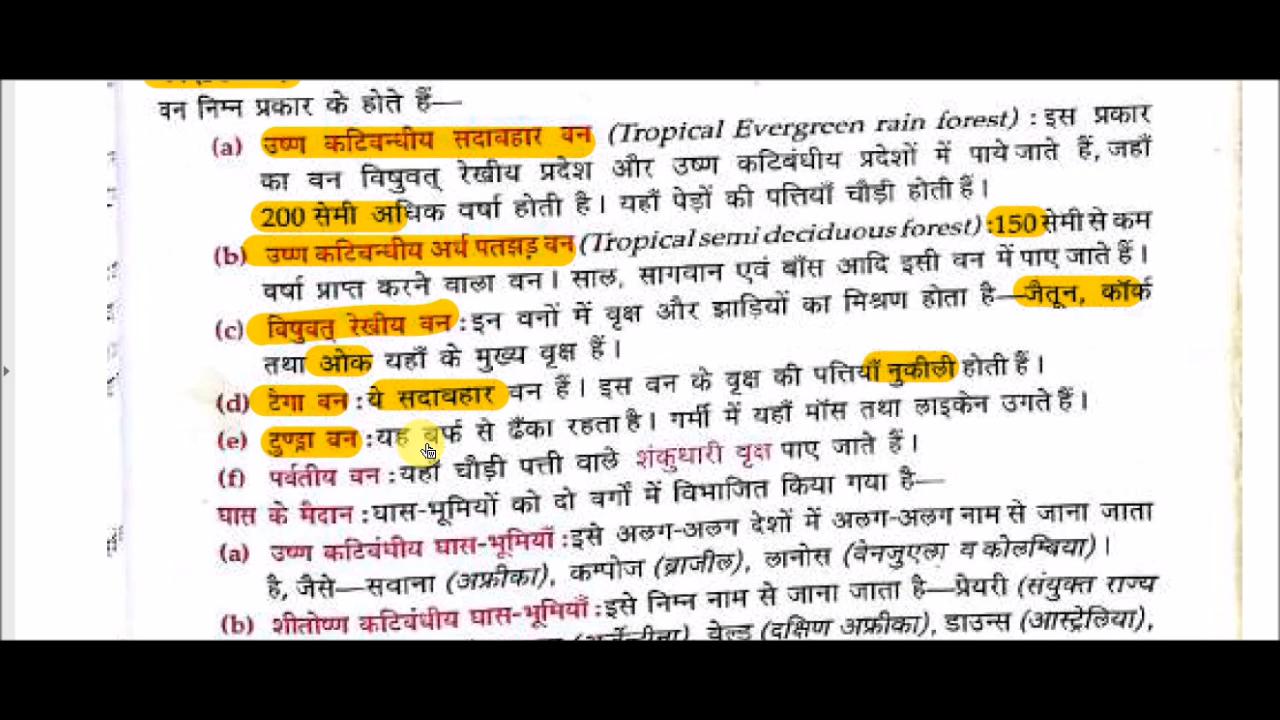 वन निम्न प्रकार के होते हैं—
(a) उष्ण कटिबन्धीय सदाबहार वन (Tropical Evergreen rain forest) : इस प्रकार
का वन विषुवत् रेखीय प्रदेश और उष्ण कटिबंधीय प्रदेशों में पाये जाते हैं, जहाँ
200 सेमी अधिक वर्षा होती है। यहाँ पेड़ों की पत्तियाँ चौड़ी होती हैं।
(b) उष्ण कटिबन्धीय अर्ध पतझड़ वन (Tropical semi deciduous forest) : 150 सेमी से कम
वर्षा प्राप्त करने वाला वन। साल, सागवान एवं बाँस आदि इसी वन में पाए जाते हैं।
(c) विषुवत् रेखीय वन : इन वनों में वृक्ष और झाड़ियों का मिश्रण होता है—जैतून, कॉर्क
तथा ओक यहाँ के मुख्य वृक्ष हैं।
(d) टैगा वन : ये सदाबहार वन हैं। इस वन के वृक्ष की पत्तियाँ नुकीली होती हैं।
(e) टुण्ड्रा वन : यह बर्फ से ढँका रहता है। गर्मी में यहाँ मॉस तथा लाइकेन उगते हैं।
(f) पर्वतीय वन : यहाँ चौड़ी पत्ती वाले शंकुधारी वृक्ष पाए जाते हैं।
घास के मैदान : घास-भूमियों को दो वर्गों में विभाजित किया गया है—
(a) उष्ण कटिबंधीय घास-भूमियाँ : इसे अलग-अलग देशों में अलग-अलग नाम से जाना जाता
है, जैसे—सवाना (अफ्रीका), कम्पोज (ब्राजील), लानोस (वेनजुएला व कोलम्बिया)।
(b) शीतोष्ण कटिबंधीय घास-भूमियाँ : इसे निम्न नाम से जाना जाता है—प्रेयरी (संयुक्त राज्य
(अर्जेन्टीना), वेल्ड (दक्षिण अफ्रीका), डाउन्स (आस्ट्रेलिया),